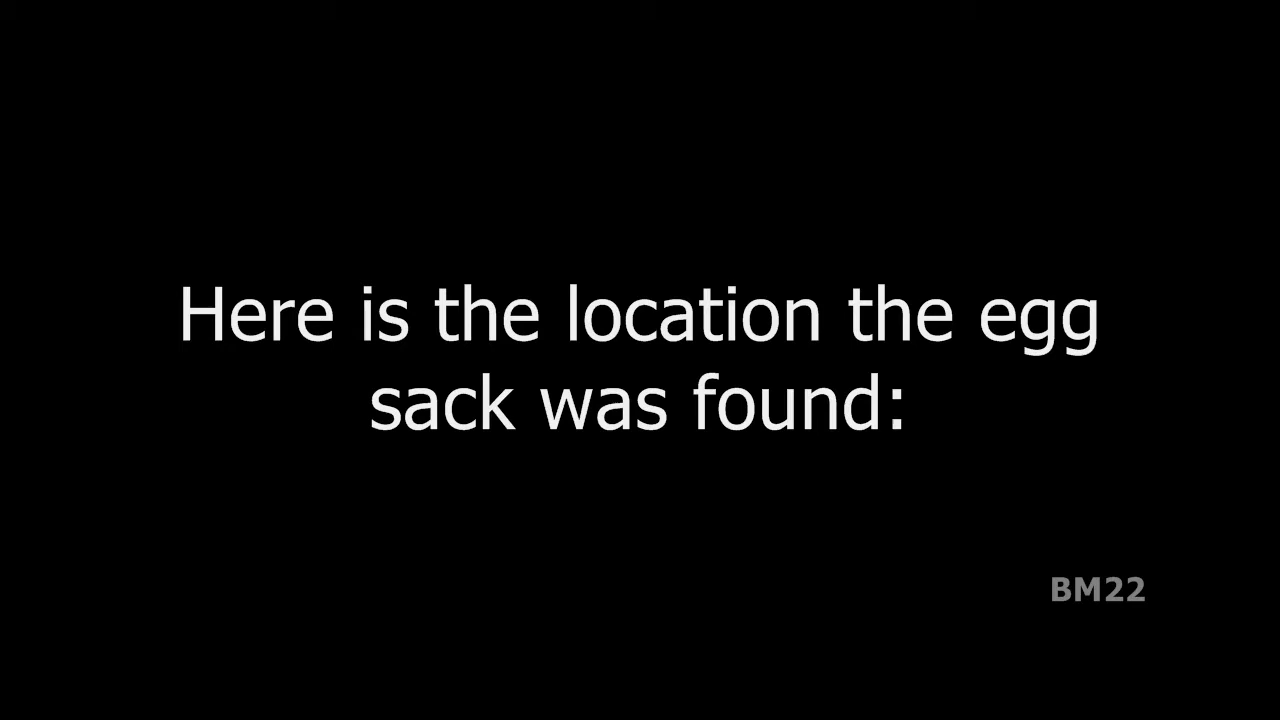 Here is the location the egg
sack was found:
BM22